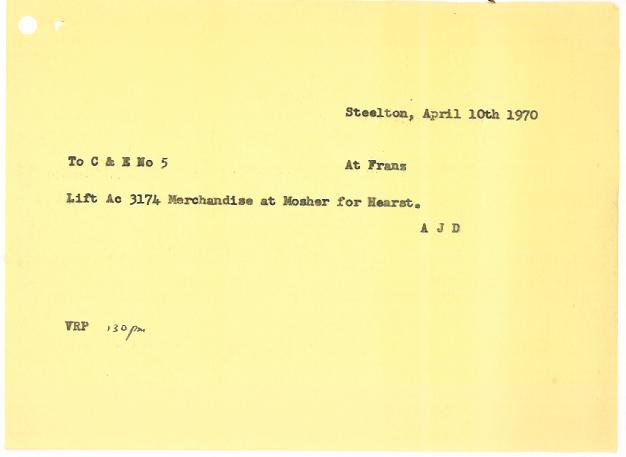 Steelton, April 10th 1970
To C & E No 5 At Franz
Lift Ac 3174 Merchandise at Mosher for Hearst.
A J D
VRP 130pm